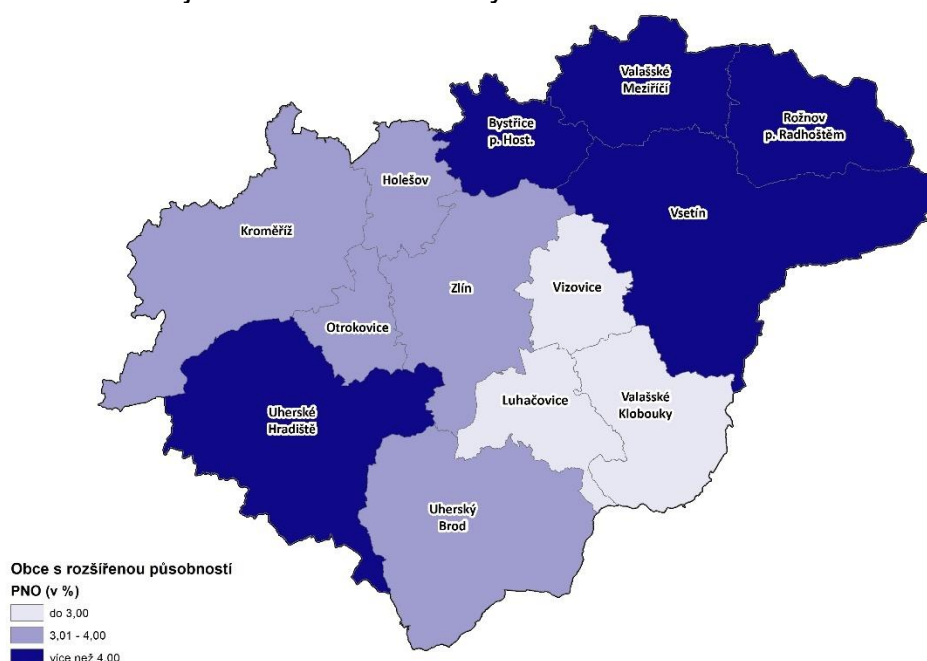 Valašské
Meziříčí
Rožnov
p. Radhoštěm
Bystřice
p. Host.
Holešov
Vsetín
Kroměříž
Zlín
Vizovice
Otrokovice
Luhačovice
Valašské
Klobouky
Uherské
Hradiště
Uherský
Brod
Obce s rozšířenou působností
PNO (v %)
do 3,00
3,01 - 4,00
více než 4,00